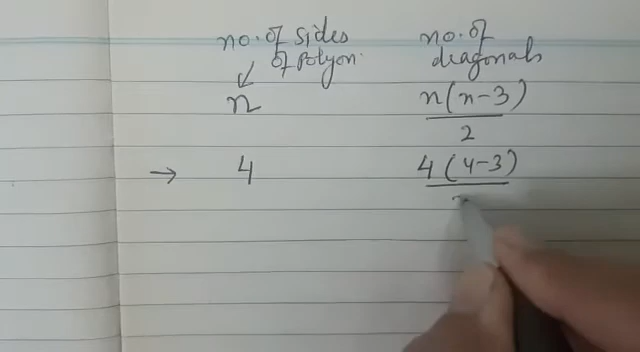 no. of sides no. of
of polyon. diagonals
n n(n-3)
2
→ 4 4(4-3)